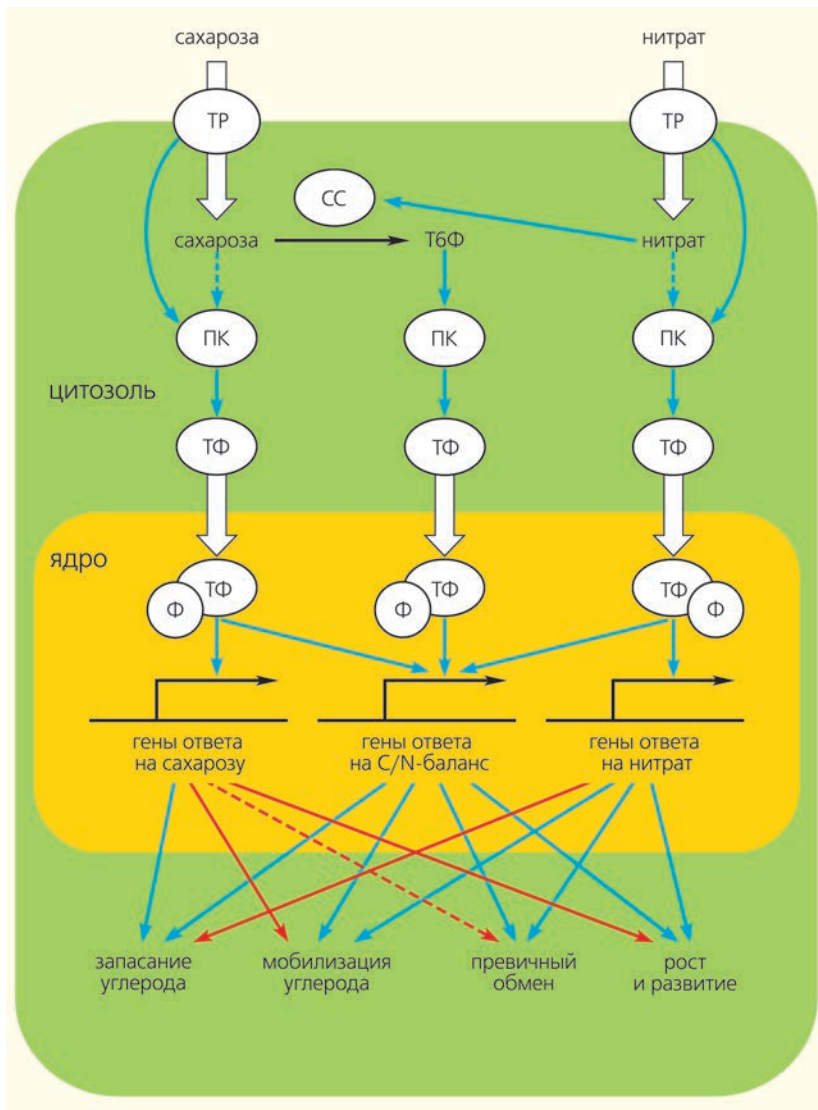 сахароза
нитрат
ТР
ТР
СС
сахароза
Т6Ф
нитрат
ПК
ПК
ПК
цитозоль
ТФ
ТФ
ТФ
ядро
ТФ
Ф
ТФ
Ф
ТФ
Ф
гены ответа
на сахарозу
гены ответа
на C/N-баланс
гены ответа
на нитрат
запасание
углерода
мобилизация
углерода
превичный
обмен
рост
и развитие